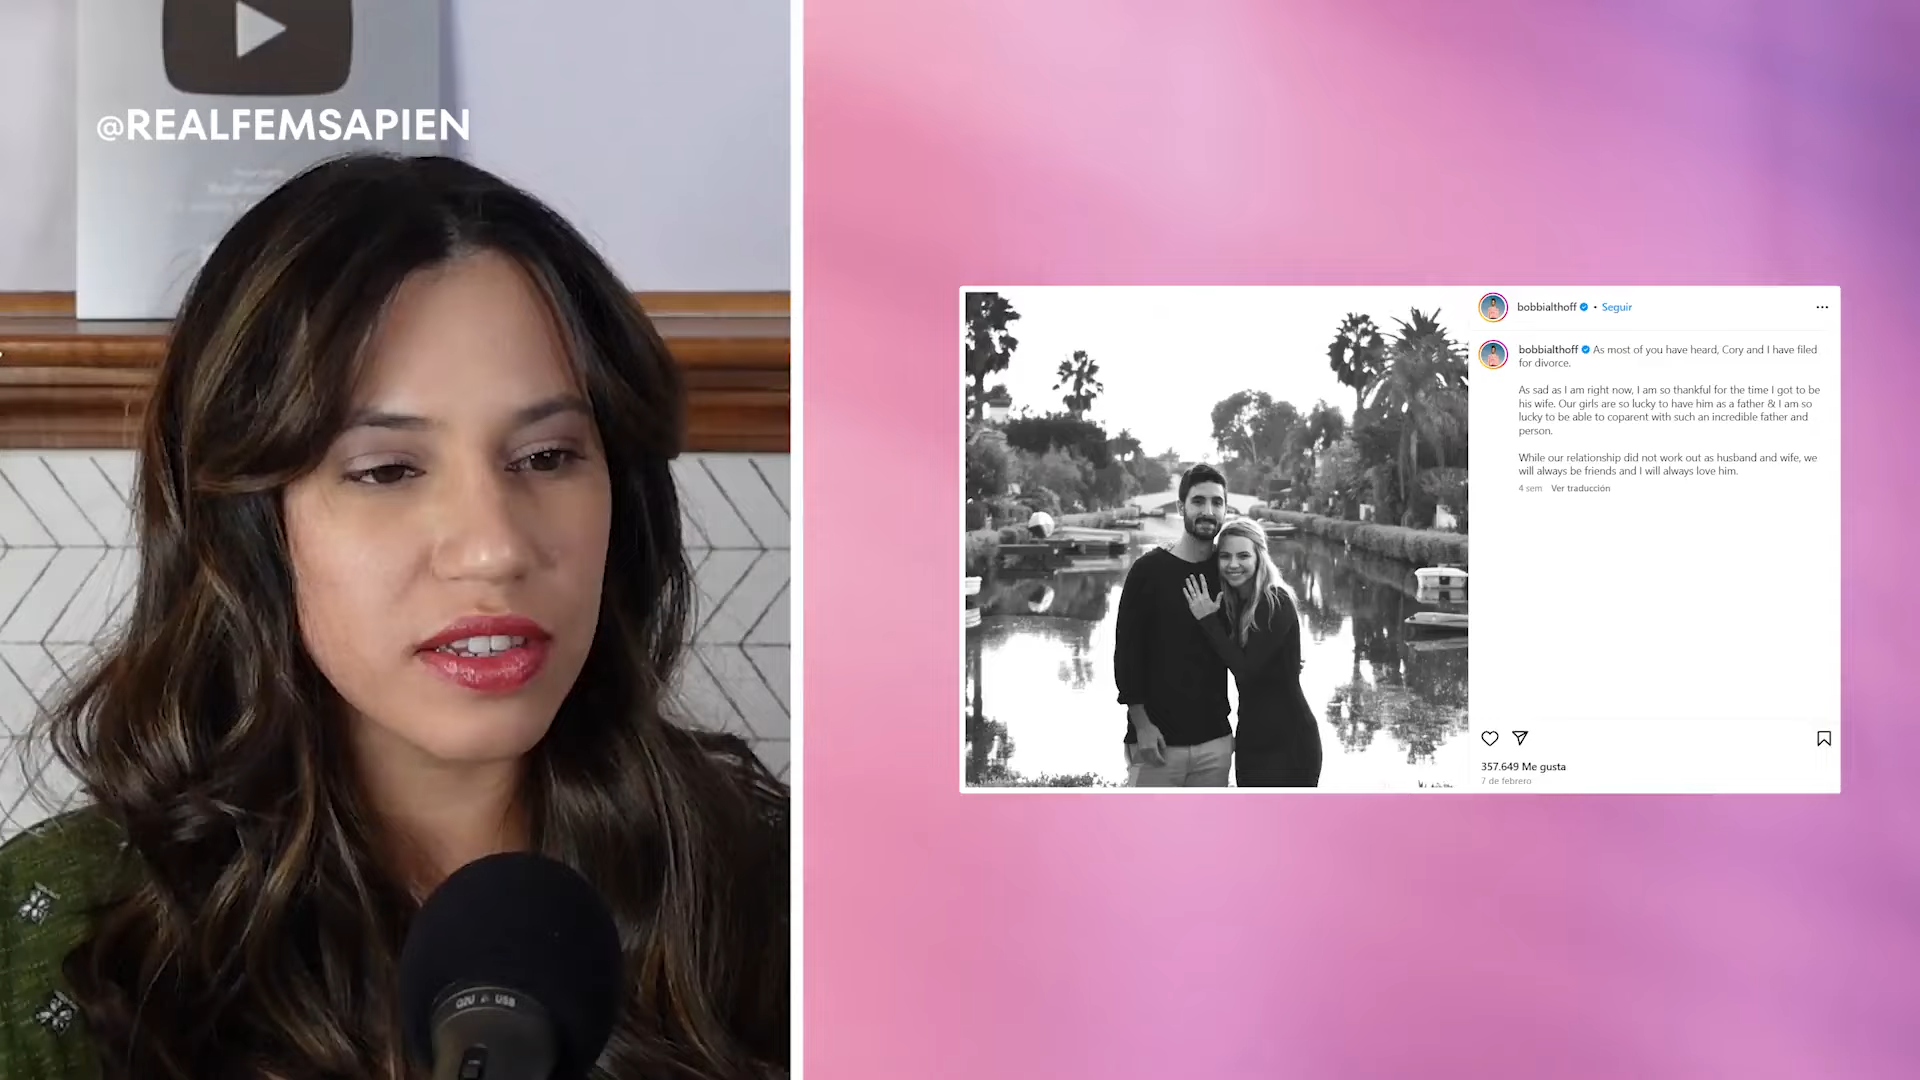 @REALFEMSAPIEN
bobbialthoff • Seguir
bobbialthoff As most of you have heard, Cory and I have filed
for divorce.
As sad as I am right now, I am so thankful for the time I got to be
his wife. Our girls are so lucky to have him as a father & I am so
lucky to be able to coparent with such an incredible father and
person.
While our relationship did not work out as husband and wife, we
will always be friends and I will always love him.
4 sem Ver traducción
357.649 Me gusta
7 de febrero